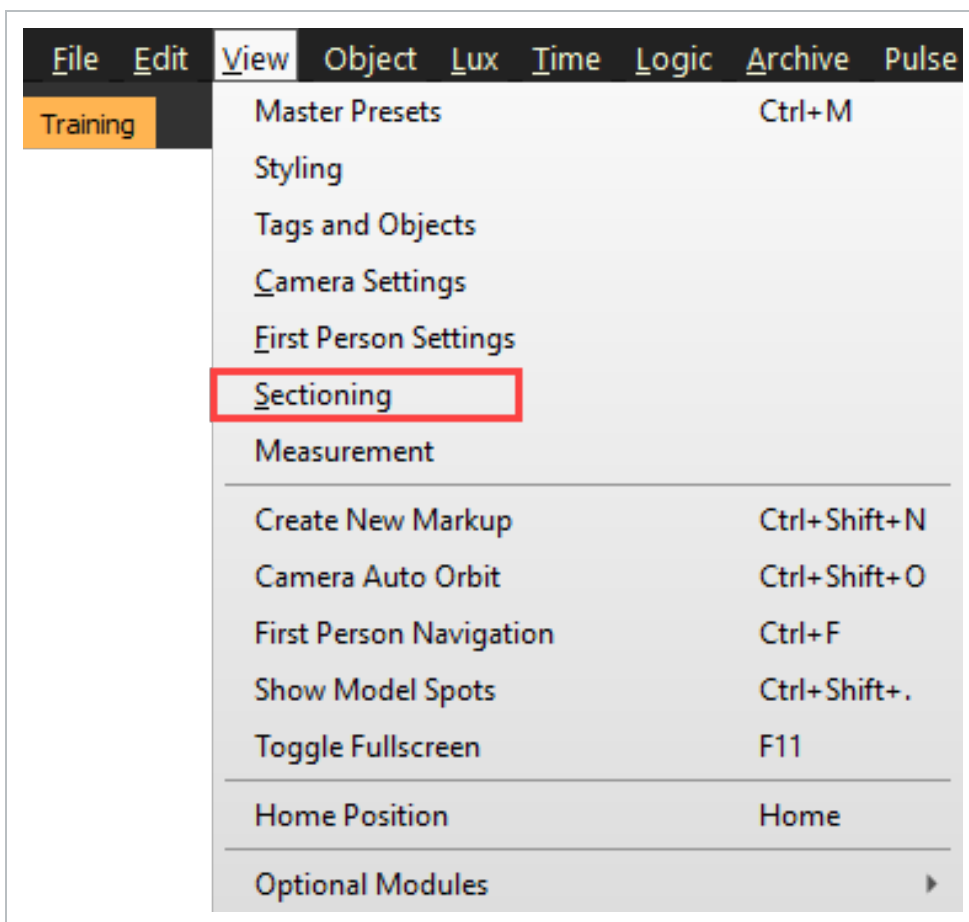 File Edit View Object Lux Time Logic Archive Pulse
Training
Master Presets Ctrl+M
Styling
Tags and Objects
Camera Settings
First Person Settings
Sectioning
Measurement
Create New Markup Ctrl+Shift+N
Camera Auto Orbit Ctrl+Shift+O
First Person Navigation Ctrl+F
Show Model Spots Ctrl+Shift+.
Toggle Fullscreen F11
Home Position Home
Optional Modules